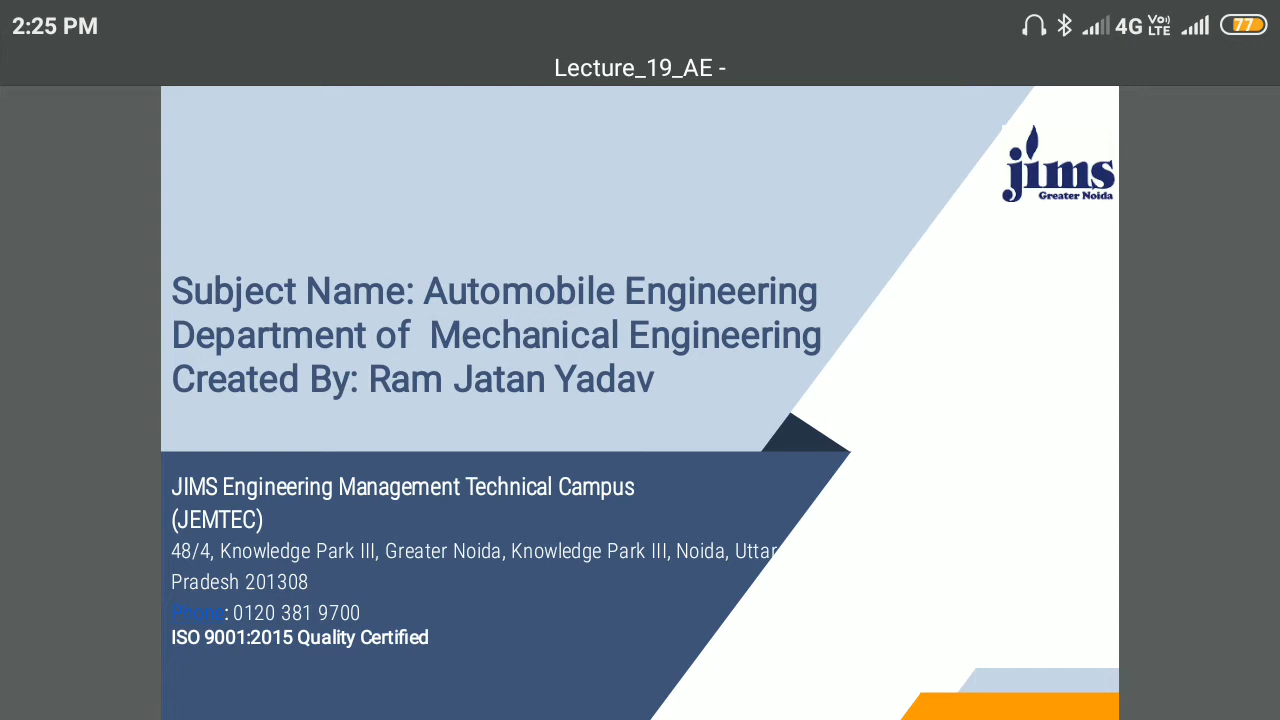 2:25 PM
4G Vo) LTE
77
Lecture_19_AE -
jims
Greater Noida
Subject Name: Automobile Engineering
Department of  Mechanical Engineering
Created By: Ram Jatan Yadav
JIMS Engineering Management Technical Campus
(JEMTEC)
48/4, Knowledge Park III, Greater Noida, Knowledge Park III, Noida, Uttar
Pradesh 201308
Phone: 0120 381 9700
ISO 9001:2015 Quality Certified